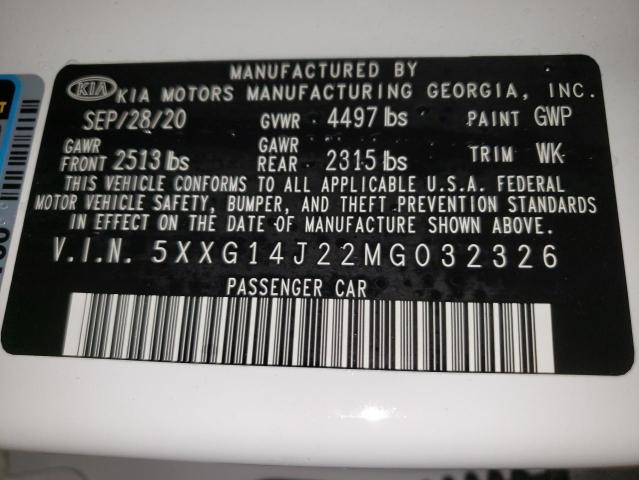 MANUFACTURED BY
KIA KIA MOTORS MANUFACTURING GEORGIA, INC.
SEP/28/20 GVWR 4497 lbs PAINT GWP
GAWR FRONT 2513 lbs GAWR REAR 2315 lbs TRIM WK
THIS VEHICLE CONFORMS TO ALL APPLICABLE U.S.A. FEDERAL
MOTOR VEHICLE SAFETY, BUMPER, AND THEFT PREVENTION STANDARDS
IN EFFECT ON THE DATE OF MANUFACTURE SHOWN ABOVE.
V.I.N. 5XXG14J22MG032326
PASSENGER CAR